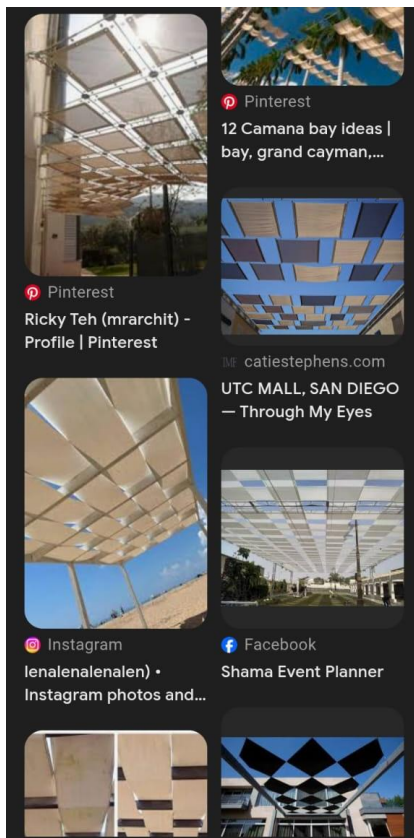 Pinterest
Ricky Teh (mrarchit) -
Profile | Pinterest
Instagram
lenalenalenalen) •
Instagram photos and...
Pinterest
12 Camana bay ideas |
bay, grand cayman,...
catiestephens.com
UTC MALL, SAN DIEGO
— Through My Eyes
Facebook
Shama Event Planner